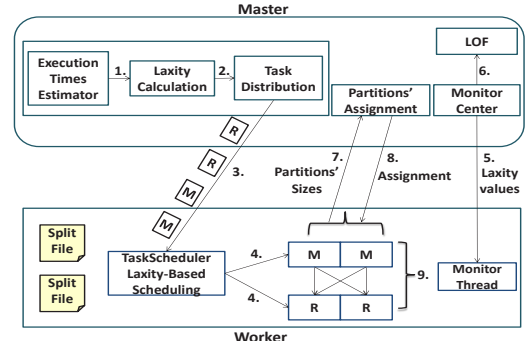 Master
LOF
Execution
Times
Estimator
1.
Laxity
Calculation
2.
Task
Distribution
6.
Partitions'
Assignment
Monitor
Center
R
R
M
M
3.
7.
Partitions'
Sizes
8.
Assignment
5.
Laxity
values
Split
File
Split
File
TaskScheduler
Laxity-Based
Scheduling
4.
4.
M
M
R
R
9.
Monitor
Thread
Worker